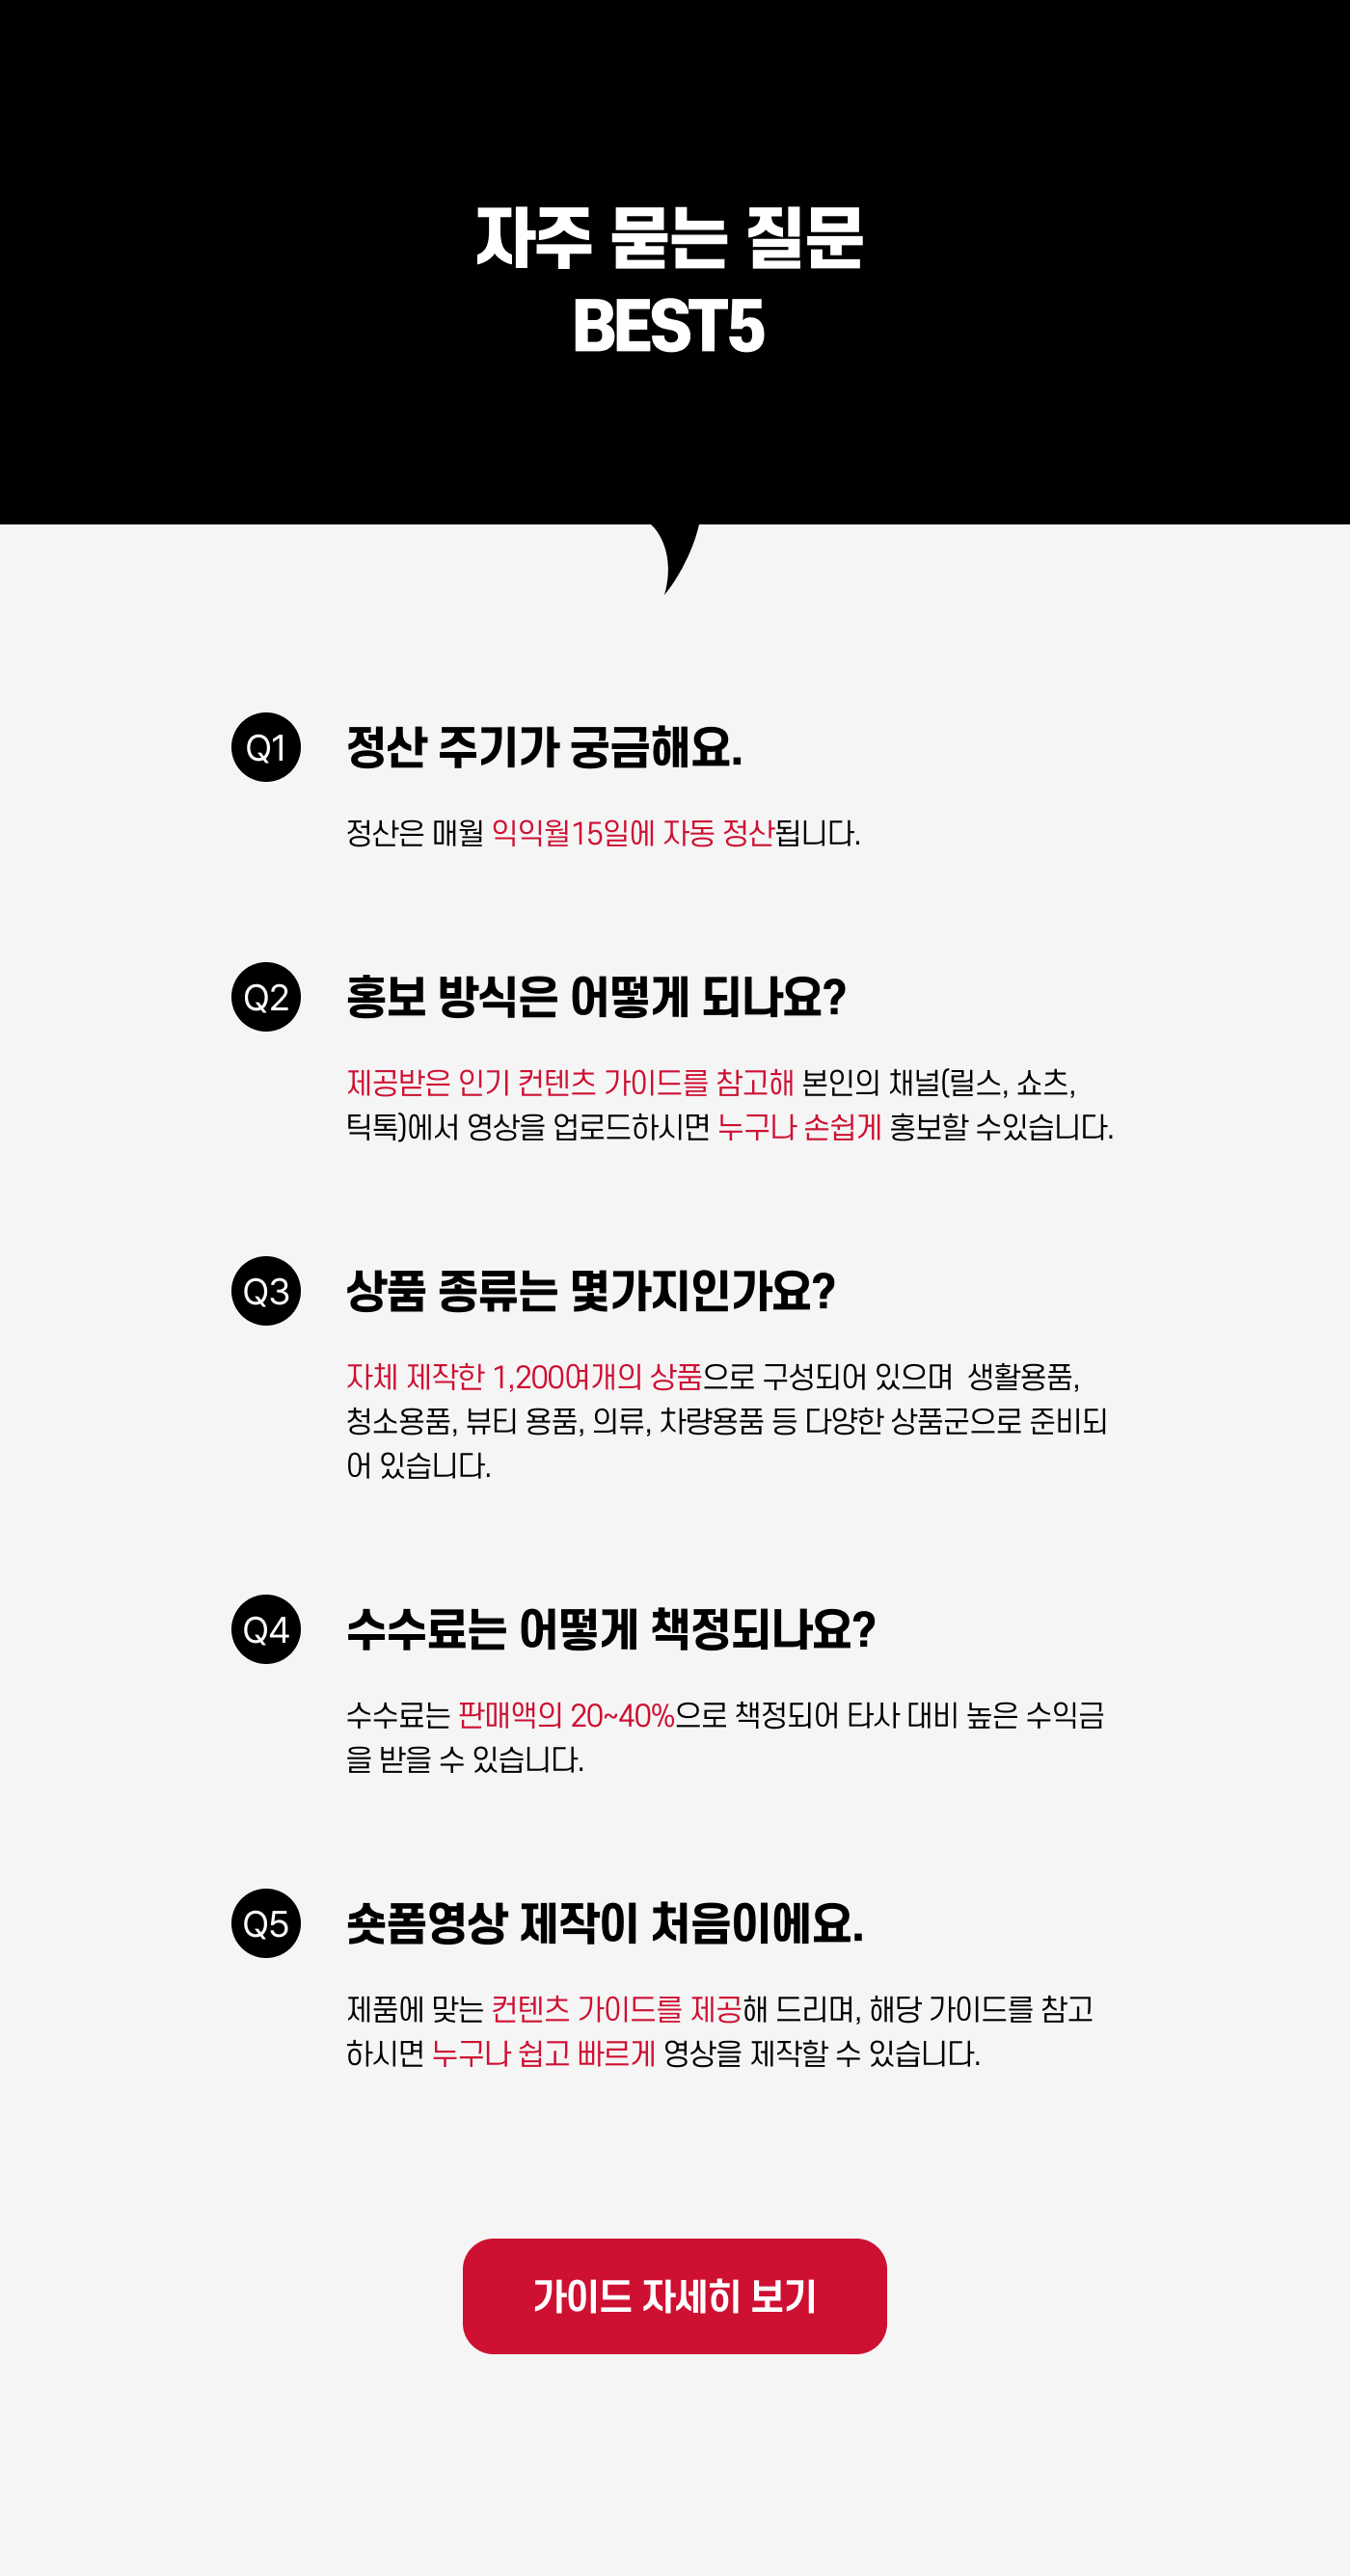 자주 묻는 질문
BEST5
Q1
정산 주기가 궁금해요.
정산은 매월 익익월15일에 자동 정산됩니다.
Q2
홍보 방식은 어떻게 되나요?
제공받은 인기 컨텐츠 가이드를 참고해 본인의 채널(릴스, 쇼츠,
틱톡)에서 영상을 업로드하시면 누구나 손쉽게 홍보할 수있습니다.
Q3
상품 종류는 몇가지인가요?
자체 제작한 1,200여개의 상품으로 구성되어 있으며  생활용품,
청소용품, 뷰티 용품, 의류, 차량용품 등 다양한 상품군으로 준비되
어 있습니다.
Q4
수수료는 어떻게 책정되나요?
수수료는 판매액의 20~40%으로 책정되어 타사 대비 높은 수익금
을 받을 수 있습니다.
Q5
숏폼영상 제작이 처음이에요.
제품에 맞는 컨텐츠 가이드를 제공해 드리며, 해당 가이드를 참고
하시면 누구나 쉽고 빠르게 영상을 제작할 수 있습니다.
가이드 자세히 보기